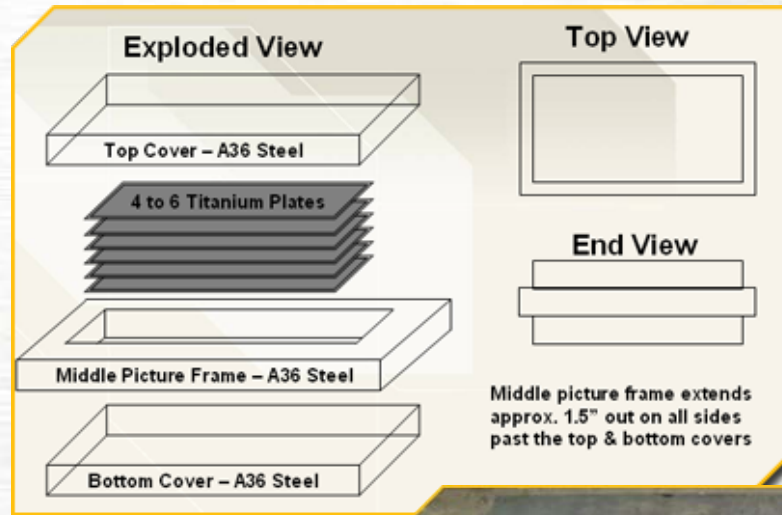 Exploded View
Top Cover – A36 Steel
4 to 6 Titanium Plates
Middle Picture Frame – A36 Steel
Bottom Cover – A36 Steel
Top View
End View
Middle picture frame extends
approx. 1.5” out on all sides
past the top & bottom covers